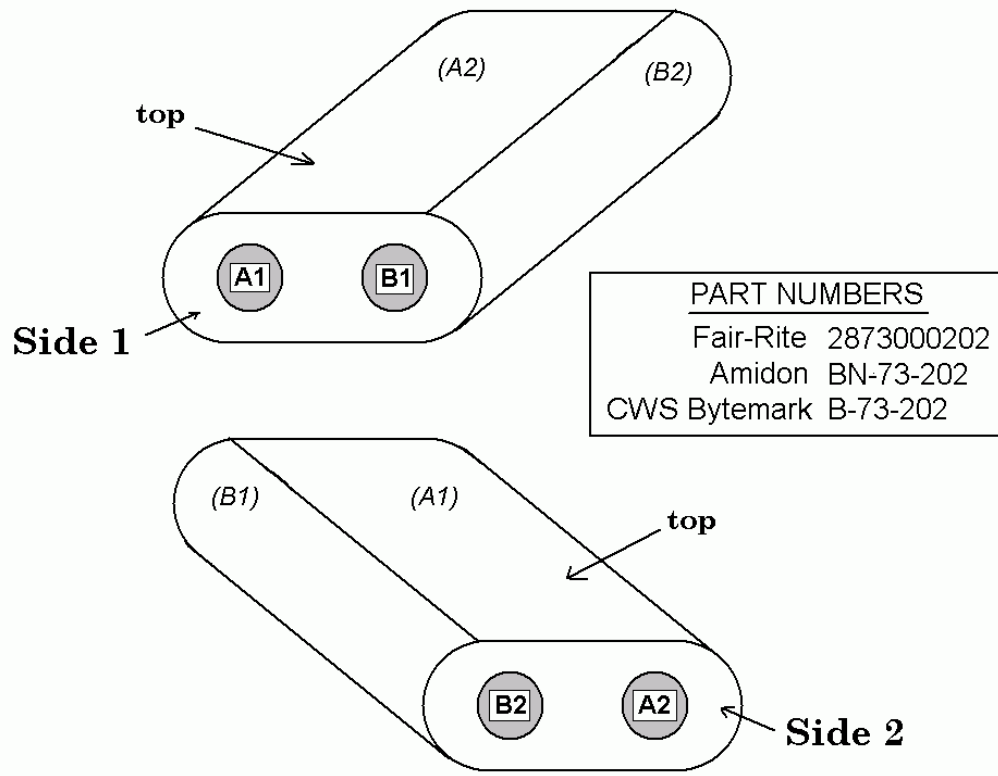 (A2)
(B2)
top
A1
B1
Side 1
PART NUMBERS
Fair-Rite 2873000202
Amidon BN-73-202
CWS Bytemark B-73-202
(B1)
(A1)
top
B2
A2
Side 2